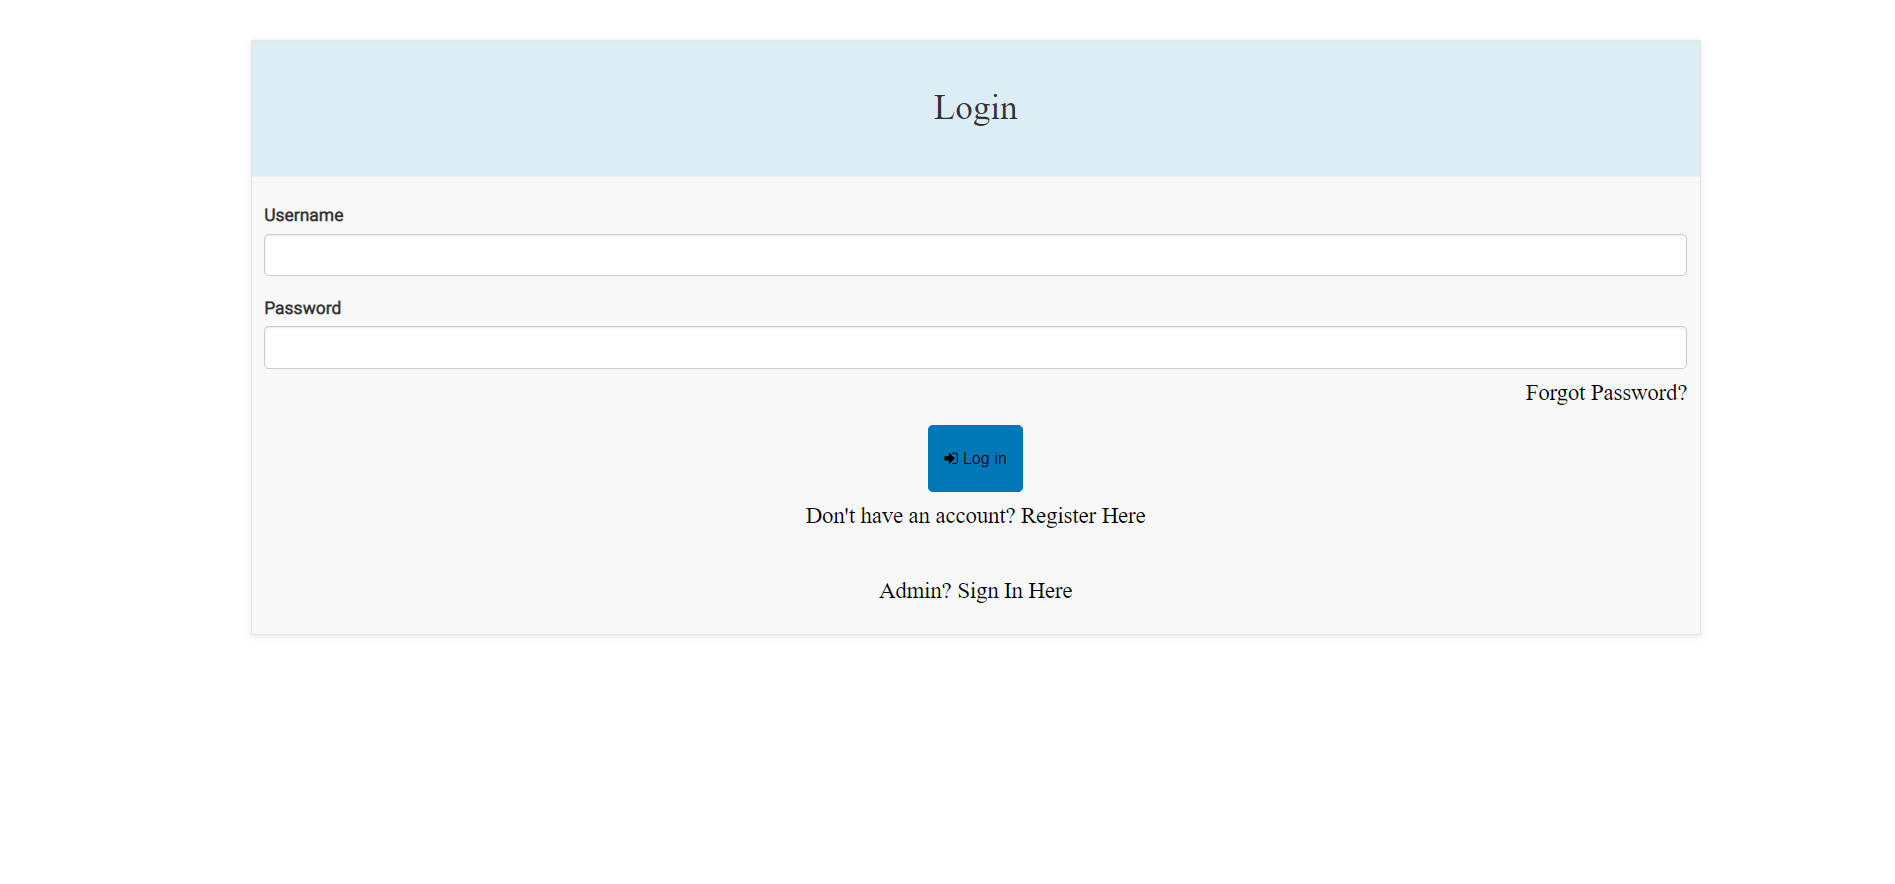 Login
Username
Password
Forgot Password?
Log in
Don't have an account? Register Here
Admin? Sign In Here